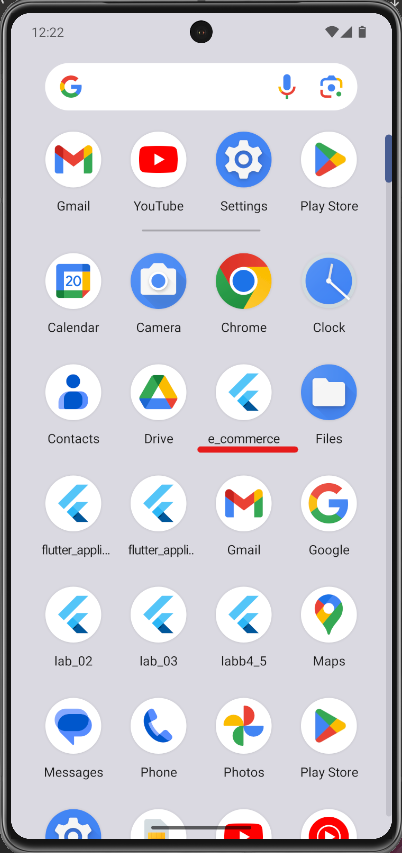 12:22
Gmail YouTube Settings Play Store
20
Calendar Camera Chrome Clock
Contacts Drive e_commerce Files
flutter_appli... flutter_appli.. Gmail Google
lab_02 lab_03 labb4_5 Maps
Messages Phone Photos Play Store